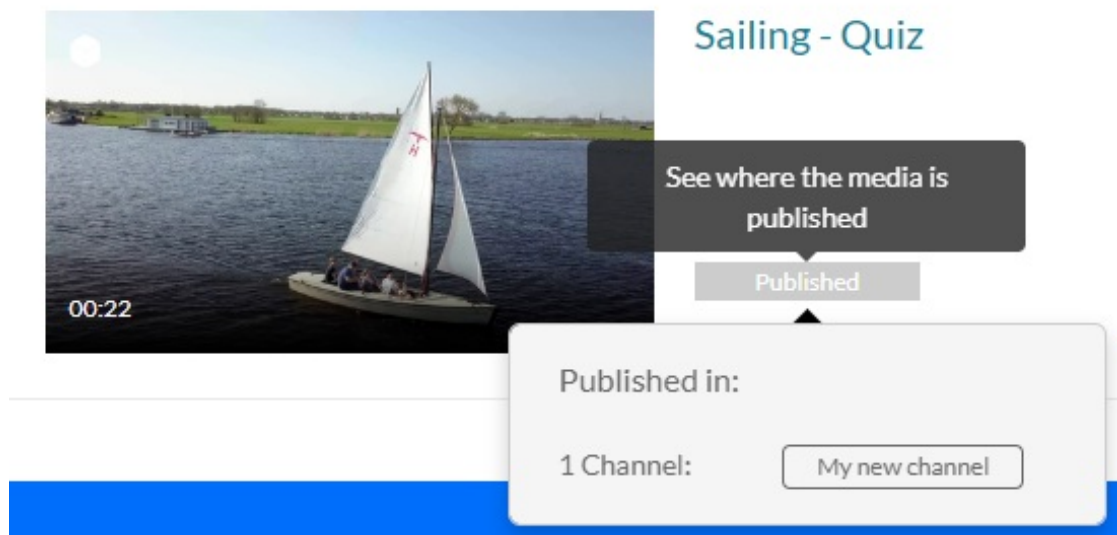 Sailing - Quiz
H
00:22
See where the media is
published
Published
Published in:
1 Channel:
My new channel